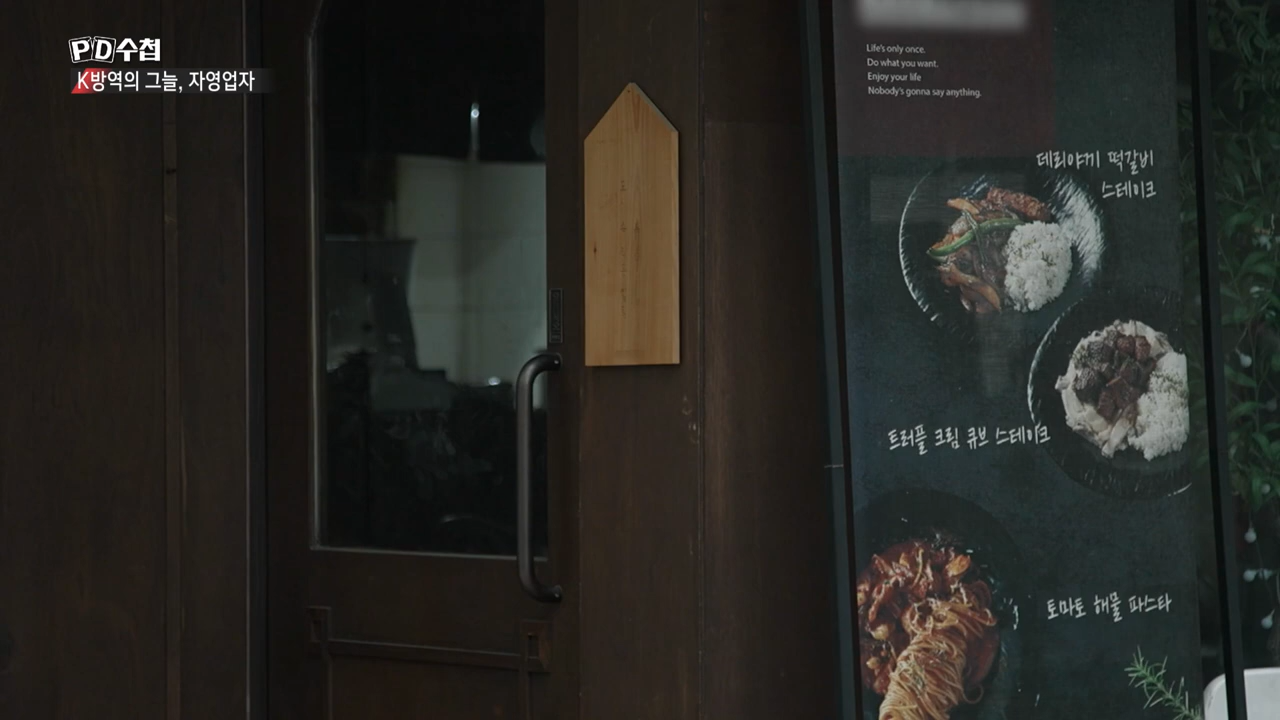 PD수첩
K방역의 그늘, 자영업자
Life's only once.
Do what you want.
Enjoy your life
Nobody's gonna say anything.
데리야끼 떡갈비
스테이크
트러플 크림 큐브 스테이크
토마토 해물 파스타